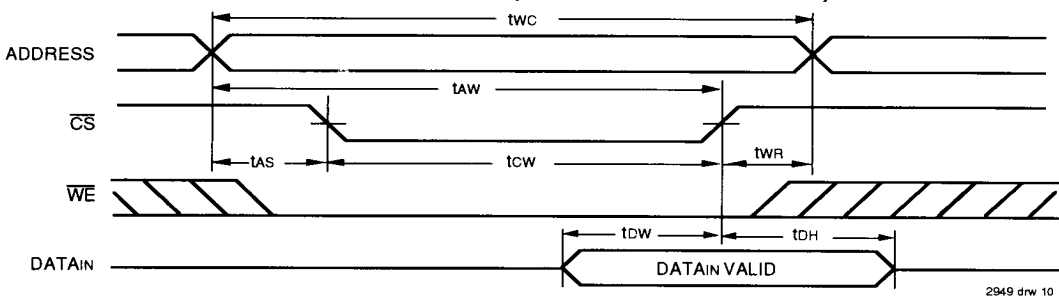 tWC
ADDRESS
tAW
CS
tAS
tCW
tWR
WE
tDW
tDH
DATAIN
DATAIN VALID
2949 drw 10